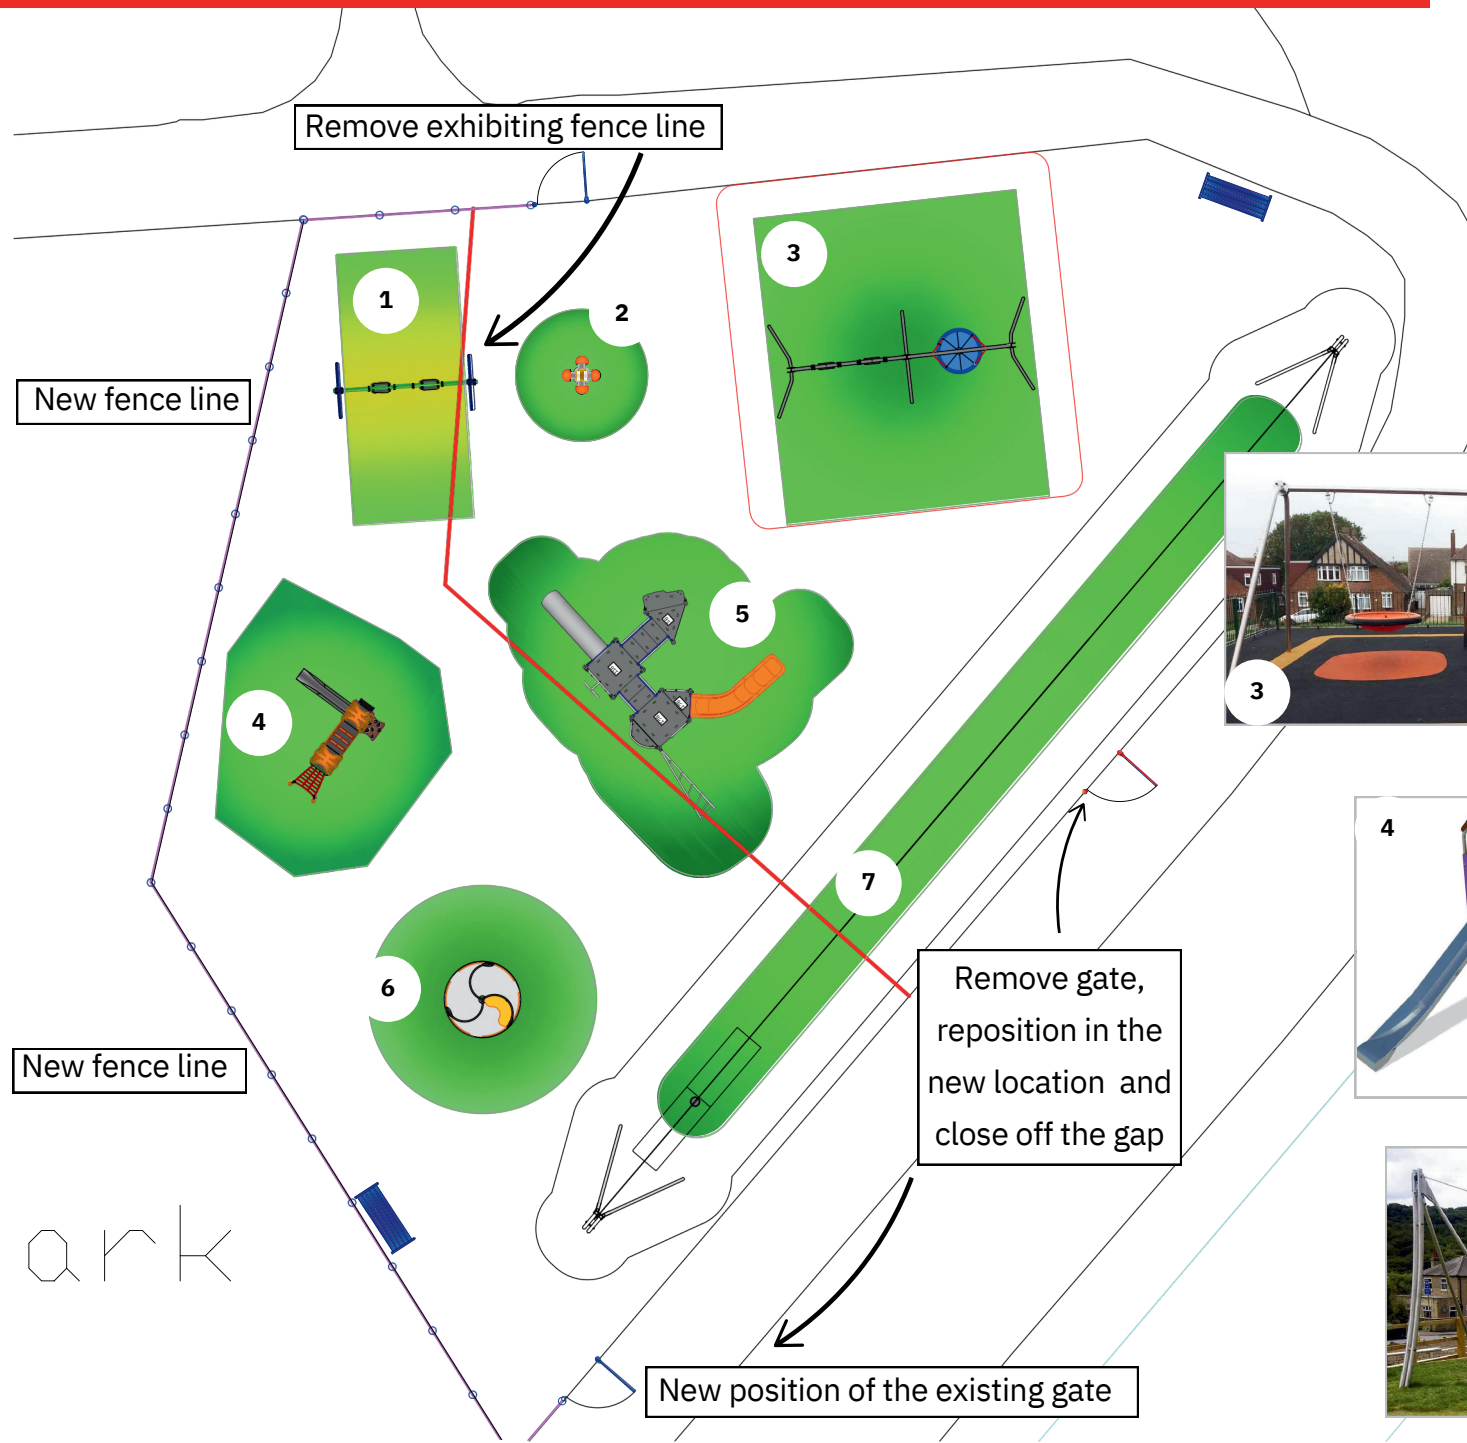 Remove exhibiting fence line
1
2
3
New fence line
4
5
3
4
7
6
Remove gate,
reposition in the
new location and
close off the gap
New fence line
ark
New position of the existing gate